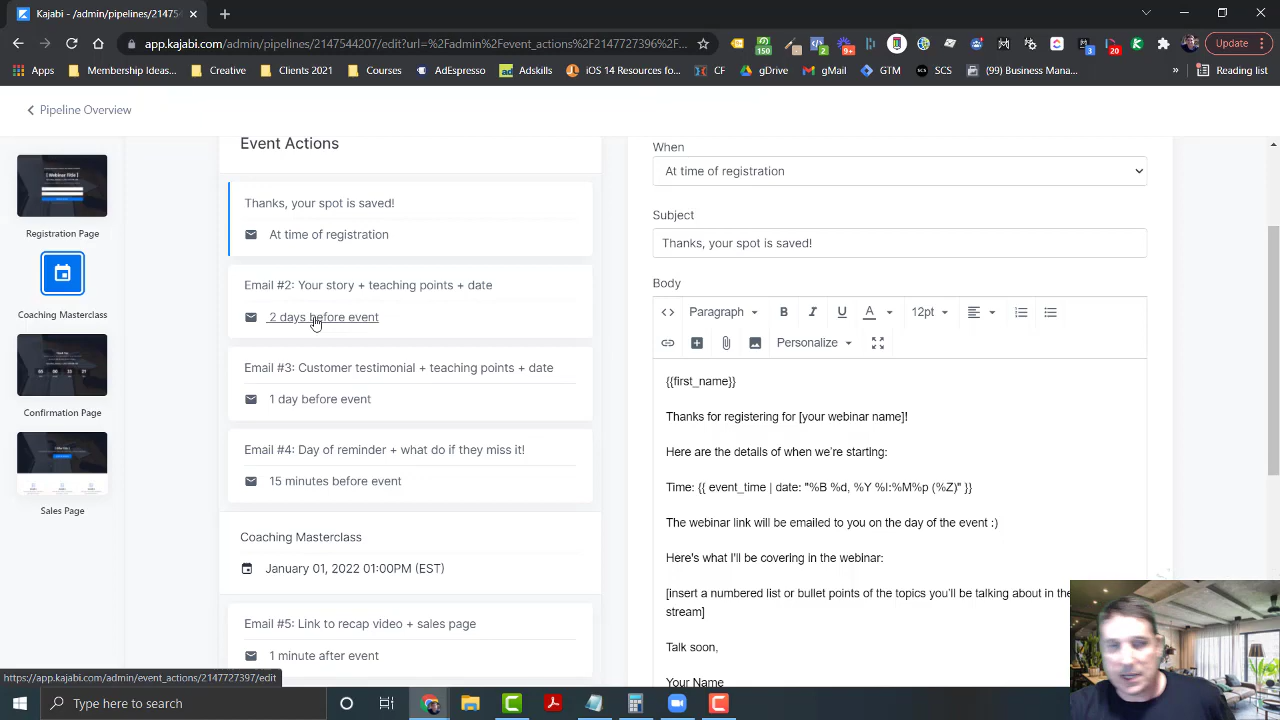 Kajabi - /admin/pipelines/21475
app.kajabi.com/admin/pipelines/2147547007/edit?url=%2Fadmin%2Fevent_actions%2F2147727396%2F...
150
9+
3
20
Update
Apps
Membership Ideas...
Creative
Clients 2021
Courses
AdEspresso
Adskills
iOS 14 Resources fo...
CF
gDrive
gMail
GTM
SCS
SCS
(99) Business Mana...
»
Reading list
Pipeline Overview
[ Webinar Title ]
Registration Page
Coaching Masterclass
Confirmation Page
Sales Page
Event Actions
Thanks, your spot is saved!
At time of registration
Email #2: Your story + teaching points + date
2 days before event
Email #3: Customer testimonial + teaching points + date
1 day before event
Email #4: Day of reminder + what do if they miss it!
15 minutes before event
Coaching Masterclass
January 01, 2022 01:00PM (EST)
Email #5: Link to recap video + sales page
1 minute after event
When
At time of registration
Subject
Thanks, your spot is saved!
Body
Paragraph B I U A 12pt
Personalize
{{first_name}}
Thanks for registering for [your webinar name]!
Here are the details of when we're starting:
Time: {{ event_time | date: "%B %d, %Y %I:%M%p (%Z)" }}
The webinar link will be emailed to you on the day of the event :)
Here's what I'll be covering in the webinar:
[insert a numbered list or bullet points of the topics you'll be talking about in the
stream]
Talk soon,
Your Name
https://app.kajabi.com/admin/event_actions/2147727397/edit
Type here to search